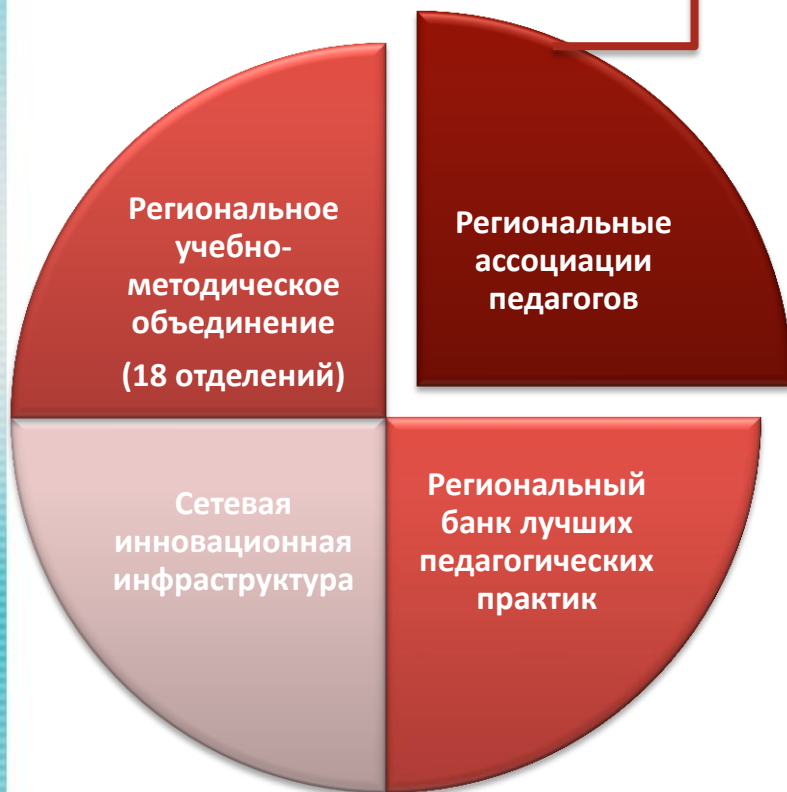 Региональное
учебно-
методическое
объединение
(18 отделений)
Региональные
ассоциации
педагогов
Сетевая
инновационная
инфраструктура
Региональный
банк лучших
педагогических
практик